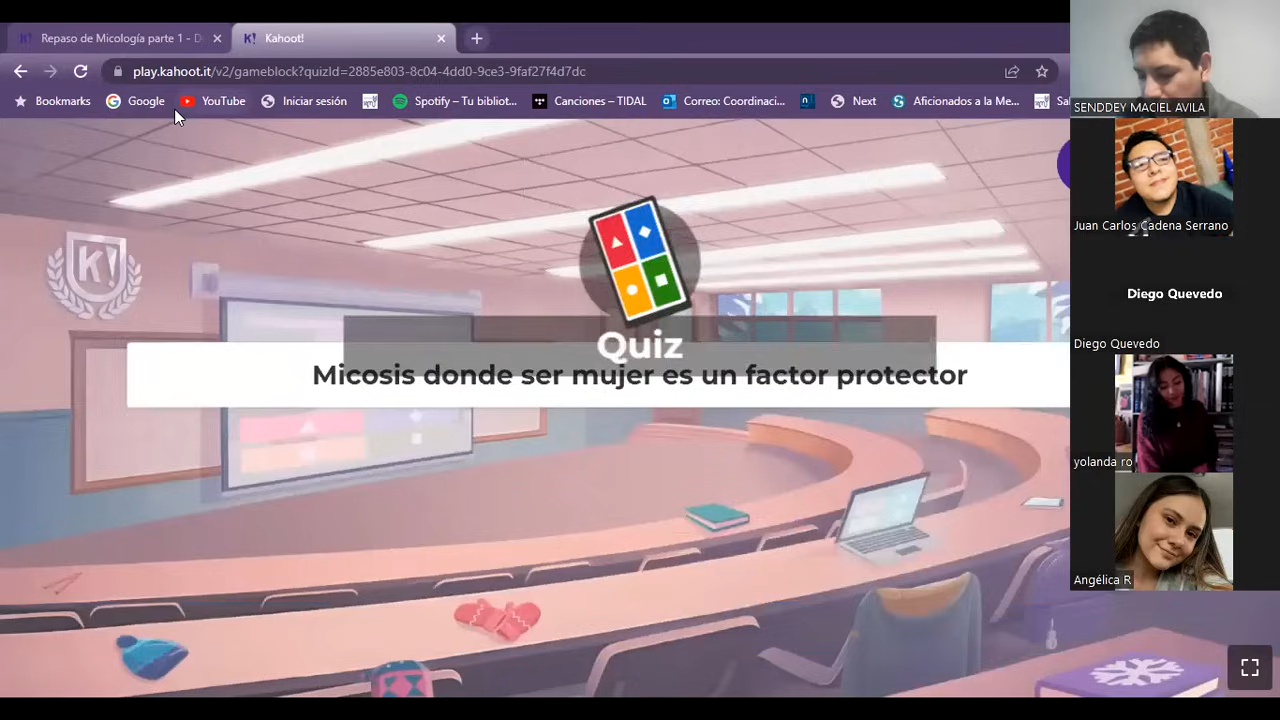 Repaso de Micología parte 1 - D
Kahoot!
play.kahoot.it/v2/gameblock?quizId=2885e803-8c04-4dd0-9ce3-9faf27f4d7dc
Bookmarks
Google
YouTube
Iniciar sesión
Spotify – Tu bibliot...
Canciones – TIDAL
Correo: Coordinaci...
Next
Aficionados a la Me...
Sal
K!
Quiz
Micosis donde ser mujer es un factor protector
SENDDEY MACIEL AVILA
Juan Carlos Cadena Serrano
Diego Quevedo
Diego Quevedo
yolanda ro
Angélica R